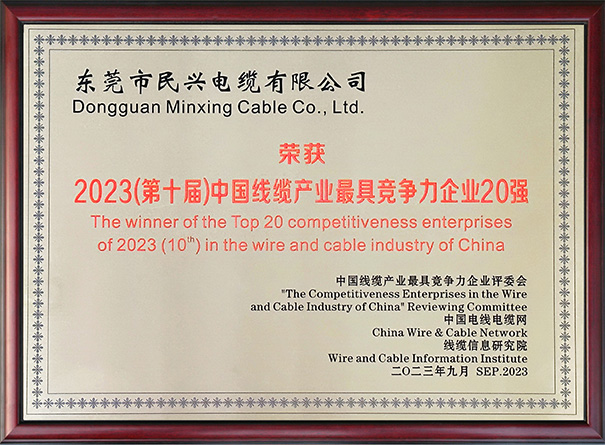 东莞市民兴电缆有限公司
Dongguan Minxing Cable Co., Ltd.
荣获
2023(第十届)中国线缆产业最具竞争力企业20强
The winner of the Top 20 competitiveness enterprises
of 2023 (10th) in the wire and cable industry of China
中国线缆产业最具竞争力企业评委会
"The Competitiveness Enterprises in the Wire
and Cable Industry of China" Reviewing Committee
中国电线电缆网
China Wire & Cable Network
线缆信息研究院
Wire and Cable Information Institute
二〇二三年九月 SEP.2023